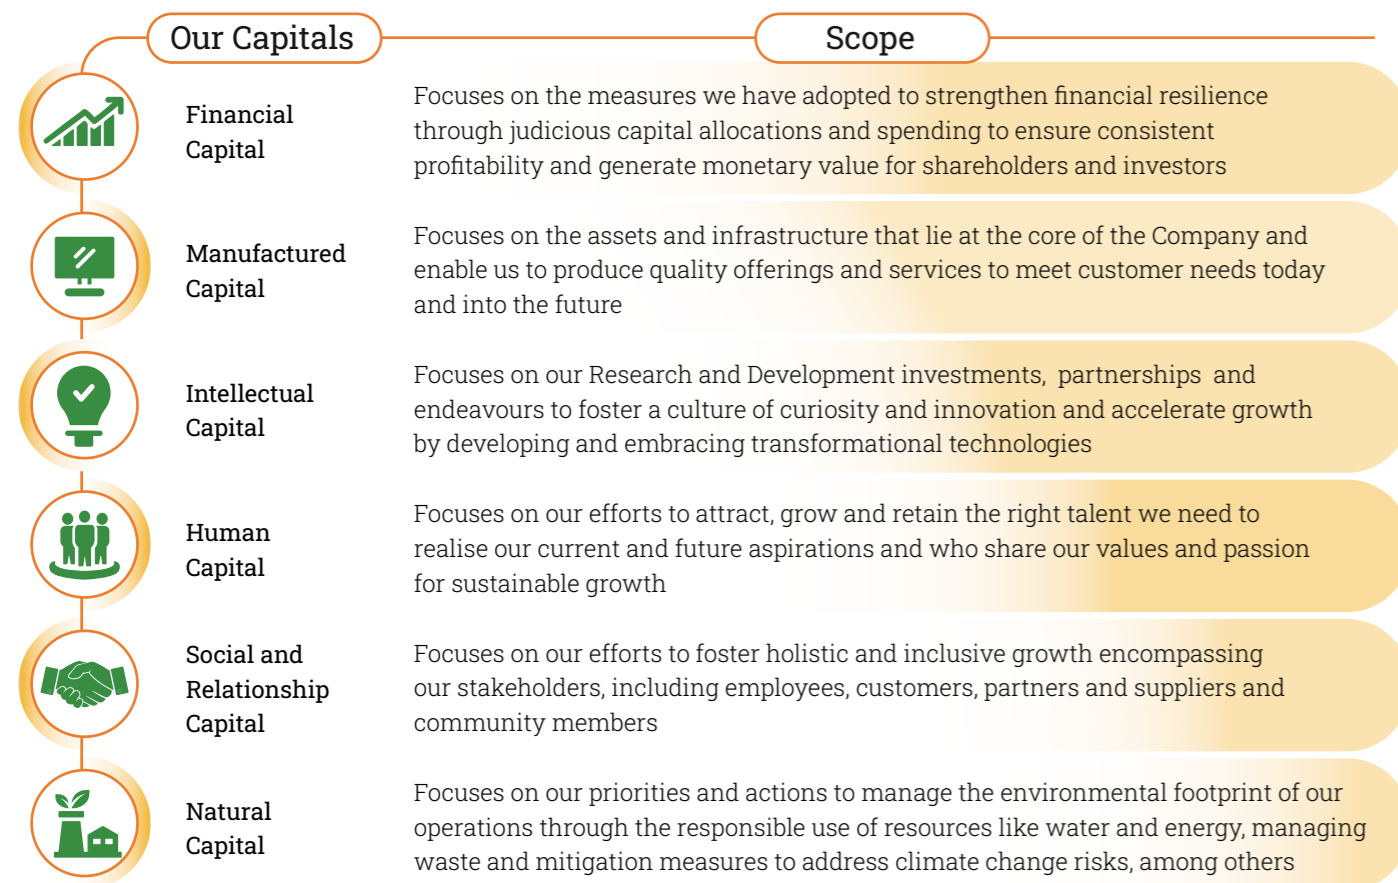 Our Capitals
Scope
Financial
Capital
Focuses on the measures we have adopted to strengthen financial resilience
through judicious capital allocations and spending to ensure consistent
profitability and generate monetary value for shareholders and investors
Manufactured
Capital
Focuses on the assets and infrastructure that lie at the core of the Company and
enable us to produce quality offerings and services to meet customer needs today
and into the future
Intellectual
Capital
Focuses on our Research and Development investments, partnerships and
endeavours to foster a culture of curiosity and innovation and accelerate growth
by developing and embracing transformational technologies
Human
Capital
Focuses on our efforts to attract, grow and retain the right talent we need to
realise our current and future aspirations and who share our values and passion
for sustainable growth
Social and
Relationship
Capital
Focuses on our efforts to foster holistic and inclusive growth encompassing
our stakeholders, including employees, customers, partners and suppliers and
community members
Natural
Capital
Focuses on our priorities and actions to manage the environmental footprint of our
operations through the responsible use of resources like water and energy, managing
waste and mitigation measures to address climate change risks, among others